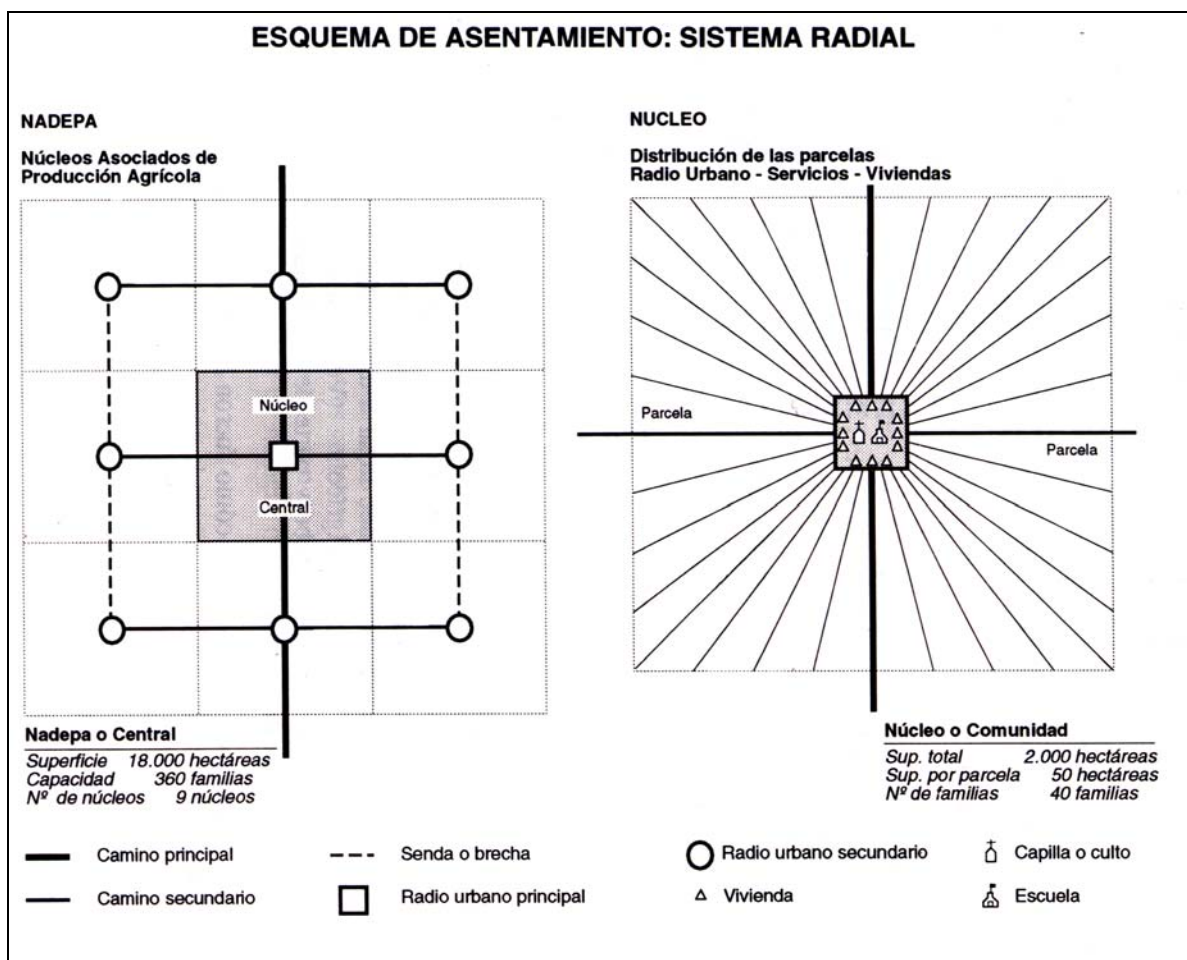 ESQUEMA DE ASENTAMIENTO: SISTEMA RADIAL
NADEPA
Núcleos Asociados de
Producción Agrícola
Núcleo
Central
Nadepa o Central
Superficie 18.000 hectáreas
Capacidad 360 familias
Nº de núcleos 9 núcleos
NUCLEO
Distribución de las parcelas
Radio Urbano - Servicios - Viviendas
Parcela
Parcela
Núcleo o Comunidad
Sup. total 2.000 hectáreas
Sup. por parcela 50 hectáreas
Nº de familias 40 familias
Camino principal
Senda o brecha
Radio urbano secundario
Capilla o culto
Camino secundario
Radio urbano principal
Vivienda
Escuela